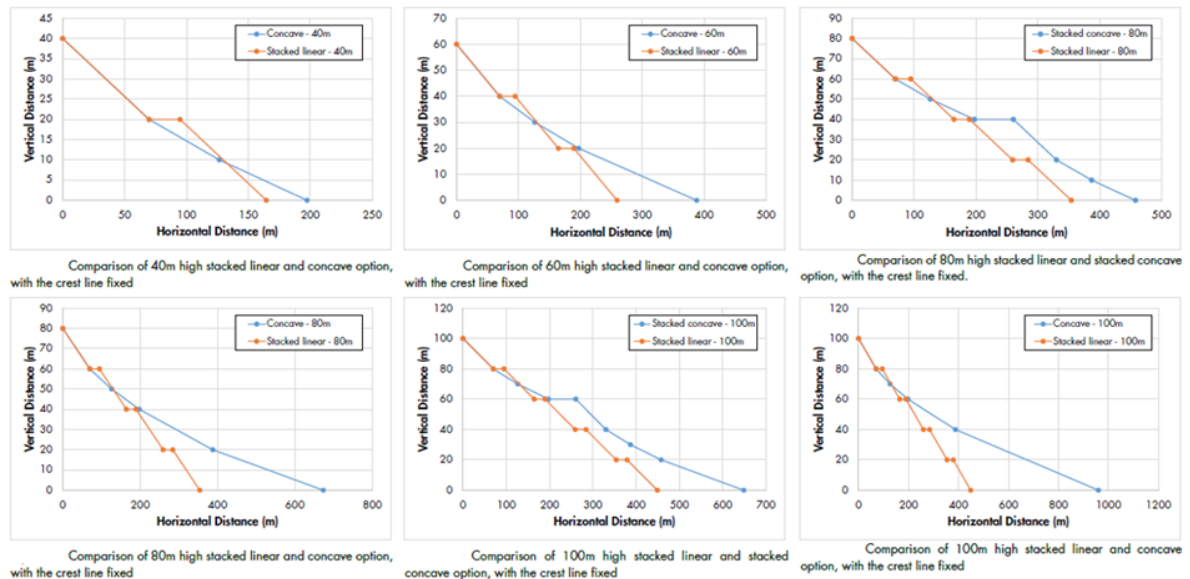 Concave - 40m
Stacked linear - 40m
Vertical Distance (m)
45
40
35
30
25
20
15
10
5
0
0 50 100 150 200 250
Horizontal Distance (m)
Comparison of 40m high stacked linear and concave option,
with the crest line fixed
Concave - 60m
Stacked linear - 60m
Vertical Distance (m)
70
60
50
40
30
20
10
0
0 100 200 300 400 500
Horizontal Distance (m)
Comparison of 60m high stacked linear and concave option,
with the crest line fixed
Stacked concave - 80m
Stacked linear - 80m
Vertical Distance (m)
90
80
70
60
50
40
30
20
10
0
0 100 200 300 400 500
Horizontal Distance (m)
Comparison of 80m high stacked linear and stacked concave
option, with the crest line fixed.
Concave - 80m
Stacked linear - 80m
Vertical Distance (m)
90
80
70
60
50
40
30
20
10
0
0 200 400 600 800
Horizontal Distance (m)
Comparison of 80m high stacked linear and concave option,
with the crest line fixed
Stacked concave - 100m
Stacked linear - 100m
Vertical Distance (m)
120
100
80
60
40
20
0
0 100 200 300 400 500 600 700
Horizontal Distance (m)
Comparison of 100m high stacked linear and stacked
concave option, with the crest line fixed
Concave - 100m
Stacked linear - 100m
Vertical Distance (m)
120
100
80
60
40
20
0
0 200 400 600 800 1000 1200
Horizontal Distance (m)
Comparison of 100m high stacked linear and concave
option, with the crest line fixed